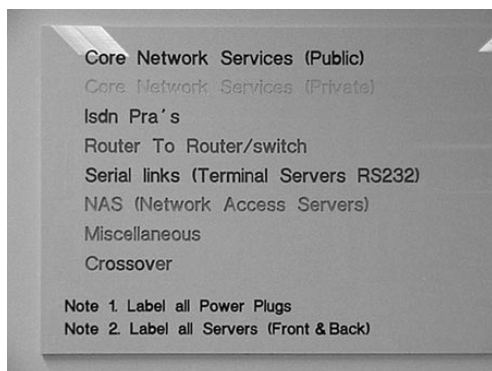 Core Network Services (Public)
Core Network Services (Private)
Isdn Pra's
Router To Router/switch
Serial links (Terminal Servers RS232)
NAS (Network Access Servers)
Miscellaneous
Crossover
Note 1. Label all Power Plugs
Note 2. Label all Servers (Front & Back)